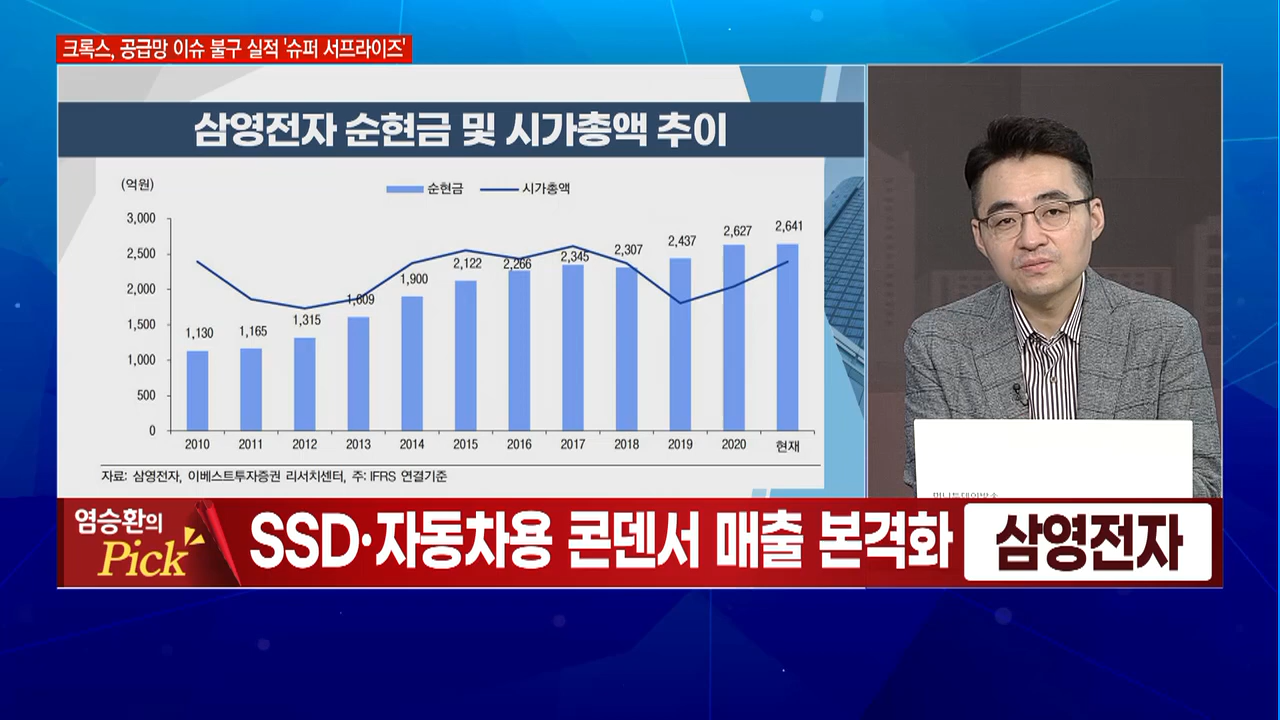 크록스, 공급망 이슈 불구 실적 '슈퍼 서프라이즈'
삼영전자 순현금 및 시가총액 추이
(억원)
순현금 시가총액
3,000
2,500
2,000
1,500
1,000
500
0
1,130 1,165 1,315 1,609 1,900 2,122 2,266 2,345 2,307 2,437 2,627 2,641
2010 2011 2012 2013 2014 2015 2016 2017 2018 2019 2020 현재
자료: 삼영전자, 이베스트투자증권 리서치센터, 주: IFRS 연결기준
염승환의
Pick
SSD·자동차용 콘덴서 매출 본격화 삼영전자